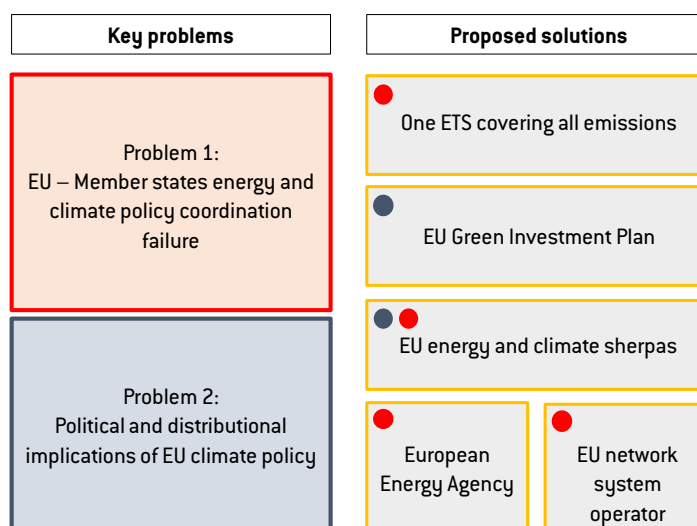 Key problems
Proposed solutions
Problem 1:
EU – Member states energy and
climate policy coordination
failure
Problem 2:
Political and distributional
implications of EU climate policy
One ETS covering all emissions
EU Green Investment Plan
EU energy and climate sherpas
European
Energy Agency
EU network
system
operator